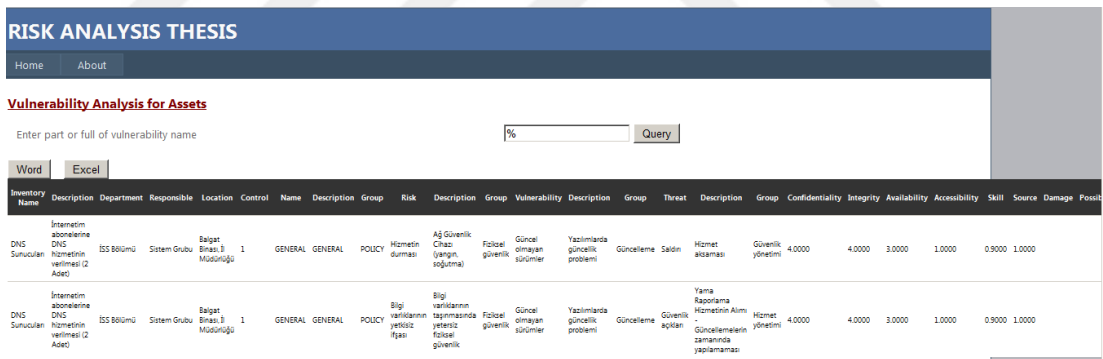 RISK ANALYSIS THESIS
Home About
Vulnerability Analysis for Assets
Enter part or full of vulnerability name % Query
Word Excel
Inventory Name Description Department Responsible Location Control Name Description Group Risk Description Group Vulnerability Description Group Threat Description Group Confidentiality Integrity Availability Accessibility Skill Source Damage Possib
DNS Sunucuları İnternetim abonelerine DNS hizmetinin verilmesi (2 Adet) İSS Bölümü Sistem Grubu Balgat Binası, İl Müdürlüğü 1 GENERAL GENERAL POLICY Hizmetin durması Ağ Güvenlik Cihazı (yangın, soğutma) Fiziksel güvenlik Güncel olmayan sürümler Yazılımlarda güncellik problemi Güncelleme Saldırı Hizmet aksaması Güvenlik yönetimi 4.0000 4.0000 3.0000 1.0000 0.9000 1.0000
DNS Sunucuları İnternetim abonelerine DNS hizmetinin verilmesi (2 Adet) İSS Bölümü Sistem Grubu Balgat Binası, İl Müdürlüğü 1 GENERAL GENERAL POLICY Bilgi varlıklarının yetkisiz ifşası Bilgi varlıklarının taşınmasında yetersiz fiziksel güvenlik Fiziksel güvenlik Güncel olmayan sürümler Yazılımlarda güncellik problemi Güncelleme Güvenlik açıkları Yama Raporlama Hizmetinin Alımı - Güncellemelerin zamanında yapılamaması Hizmet yönetimi 4.0000 4.0000 3.0000 1.0000 0.9000 1.0000